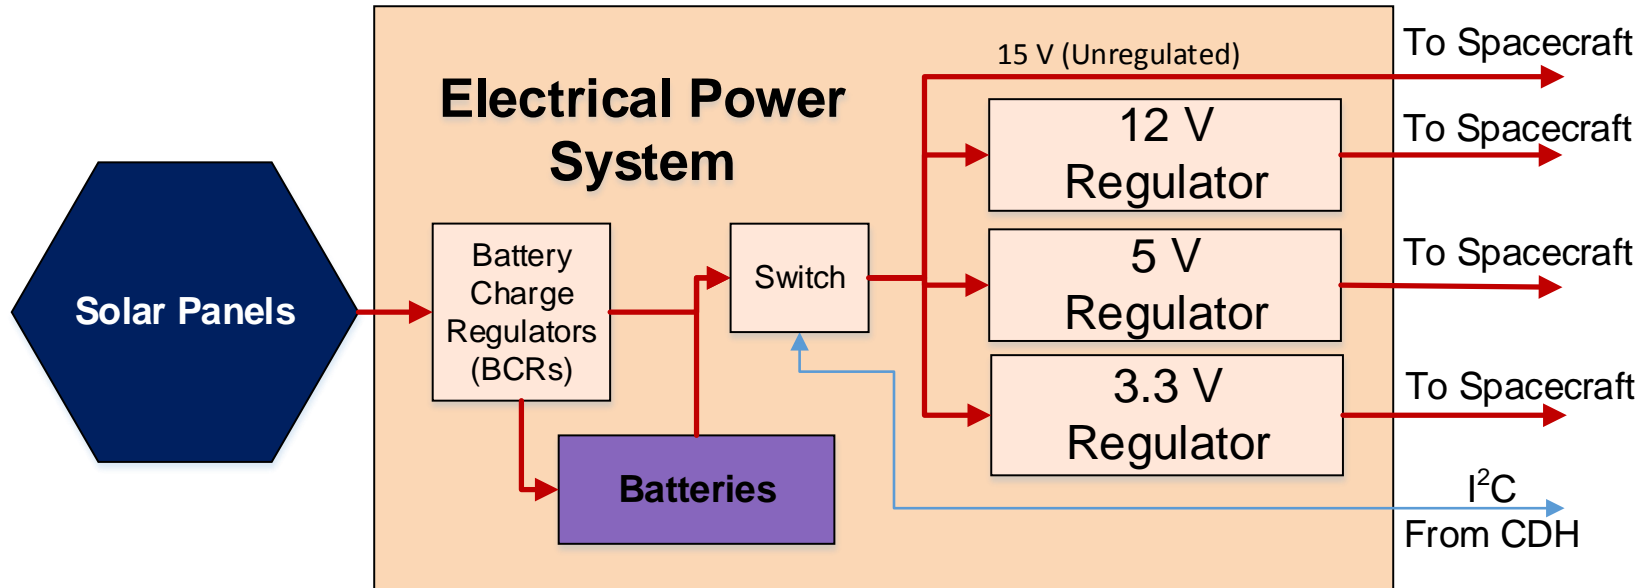 Electrical Power
System
Solar Panels
Battery
Charge
Regulators
(BCRs)
Batteries
Switch
15 V (Unregulated)
12 V
Regulator
5 V
Regulator
3.3 V
Regulator
To Spacecraft
To Spacecraft
To Spacecraft
To Spacecraft
I²C
From CDH